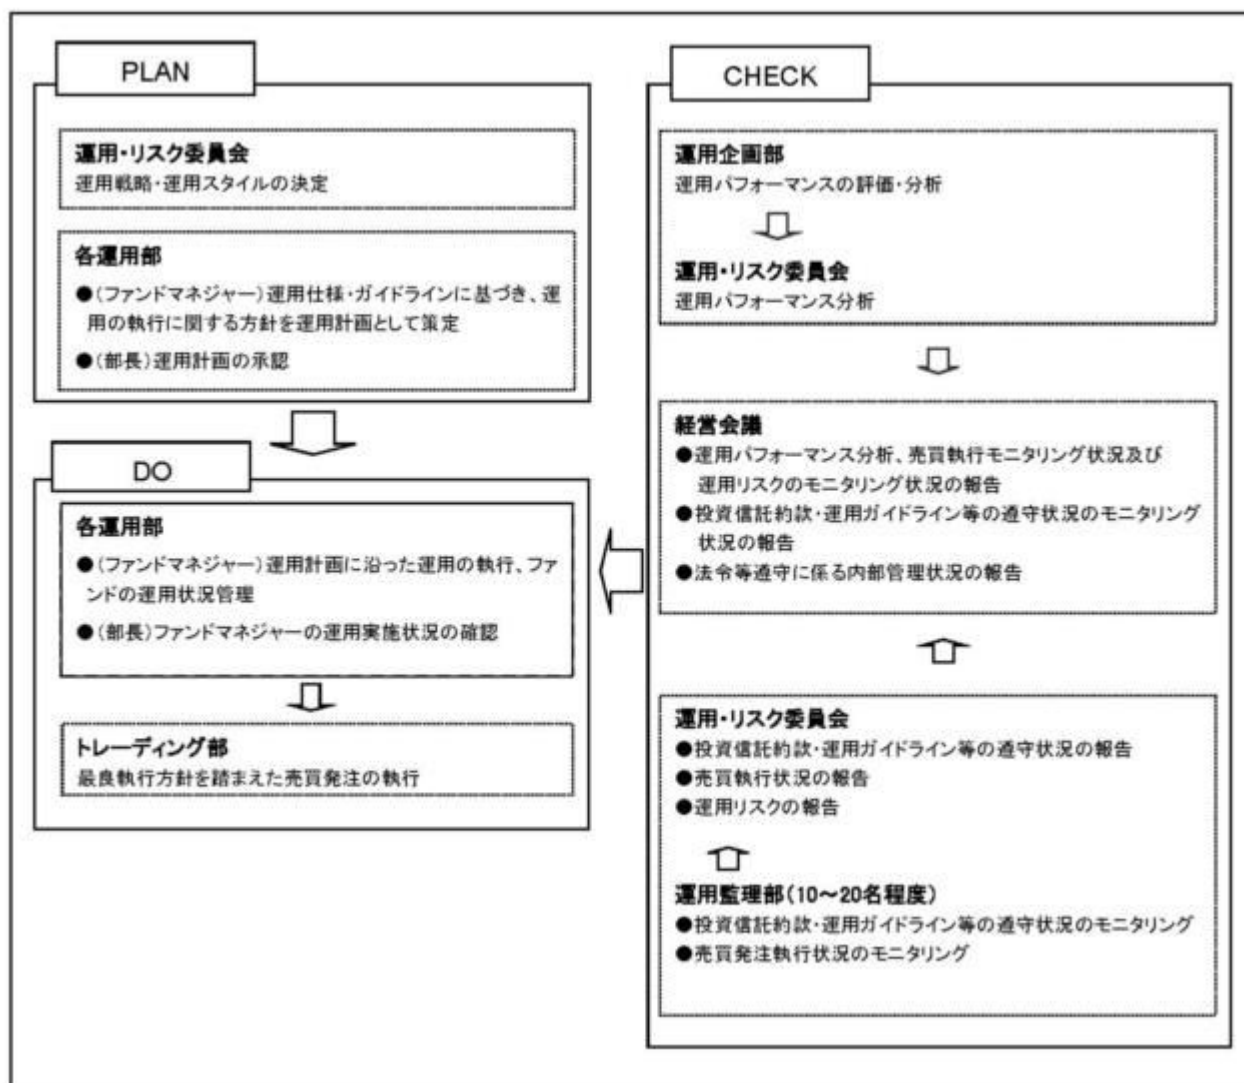 PLAN
運用・リスク委員会
運用戦略・運用スタイルの決定
各運用部
●(ファンドマネジャー)運用仕様・ガイドラインに基づき、運
用の執行に関する方針を運用計画として策定
●(部長)運用計画の承認
DO
各運用部
●(ファンドマネジャー)運用計画に沿った運用の執行、ファ
ンドの運用状況管理
●(部長)ファンドマネジャーの運用実施状況の確認
トレーディング部
最良執行方針を踏まえた売買発注の執行
CHECK
運用企画部
運用パフォーマンスの評価・分析
運用・リスク委員会
運用パフォーマンス分析
経営会議
●運用パフォーマンス分析、売買執行モニタリング状況及び
運用リスクのモニタリング状況の報告
●投資信託約款・運用ガイドライン等の遵守状況のモニタリング
状況の報告
●法令等遵守に係る内部管理状況の報告
運用・リスク委員会
●投資信託約款・運用ガイドライン等の遵守状況の報告
●売買執行状況の報告
●運用リスクの報告
運用監理部(10～20名程度)
●投資信託約款・運用ガイドライン等の遵守状況のモニタリング
●売買発注執行状況のモニタリング